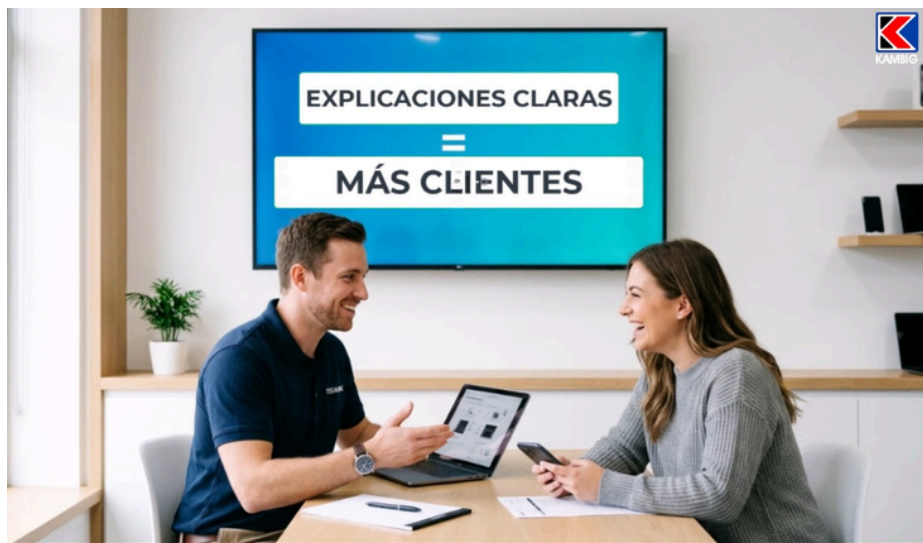 EXPLICACIONES CLARAS
=
MÁS CLIENTES
KAMBIG